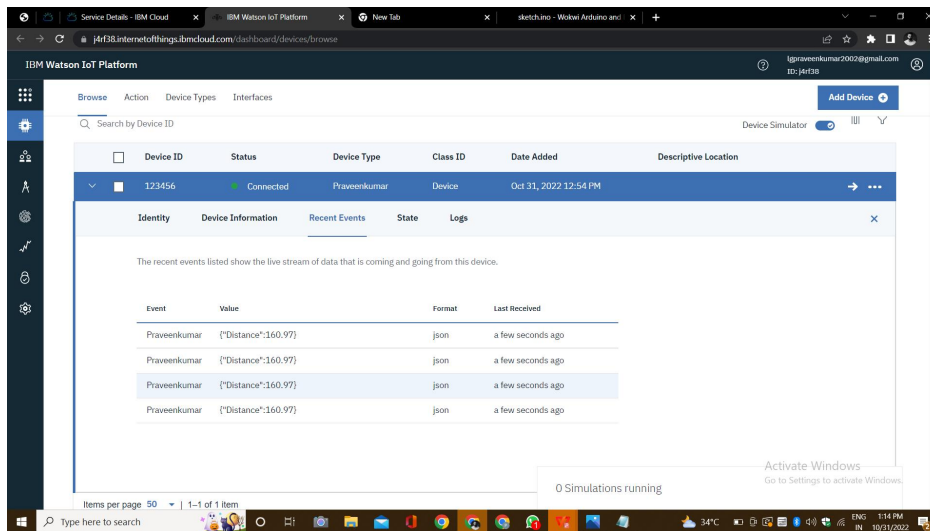 Service Details - IBM Cloud
IBM Watson IoT Platform
New Tab
sketch.ino - Wokwi Arduino and
j4rf38.internetofthings.ibmcloud.com/dashboard/devices/browse
IBM Watson IoT Platform
lgpraveenkumar2002@gmail.com
ID: j4rf38
Browse Action Device Types Interfaces
Add Device
Search by Device ID
Device Simulator
Device ID Status Device Type Class ID Date Added Descriptive Location
123456 Connected Praveenkumar Device Oct 31, 2022 12:54 PM
Identity Device Information Recent Events State Logs
The recent events listed show the live stream of data that is coming and going from this device.
Event Value Format Last Received
Praveenkumar {"Distance":160.97} json a few seconds ago
Praveenkumar {"Distance":160.97} json a few seconds ago
Praveenkumar {"Distance":160.97} json a few seconds ago
Praveenkumar {"Distance":160.97} json a few seconds ago
Activate Windows
Go to Settings to activate Windows.
0 Simulations running
Items per page 50 | 1–1 of 1 item
Type here to search
34°C
ENG
IN
1:14 PM
10/31/2022